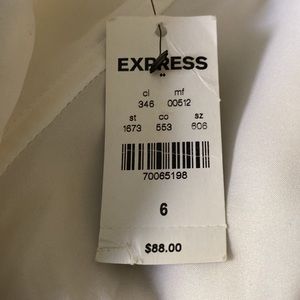 EXPRESS
cl mf
346 00512
st co sz
1673 553 606
70065198
6
$88.00